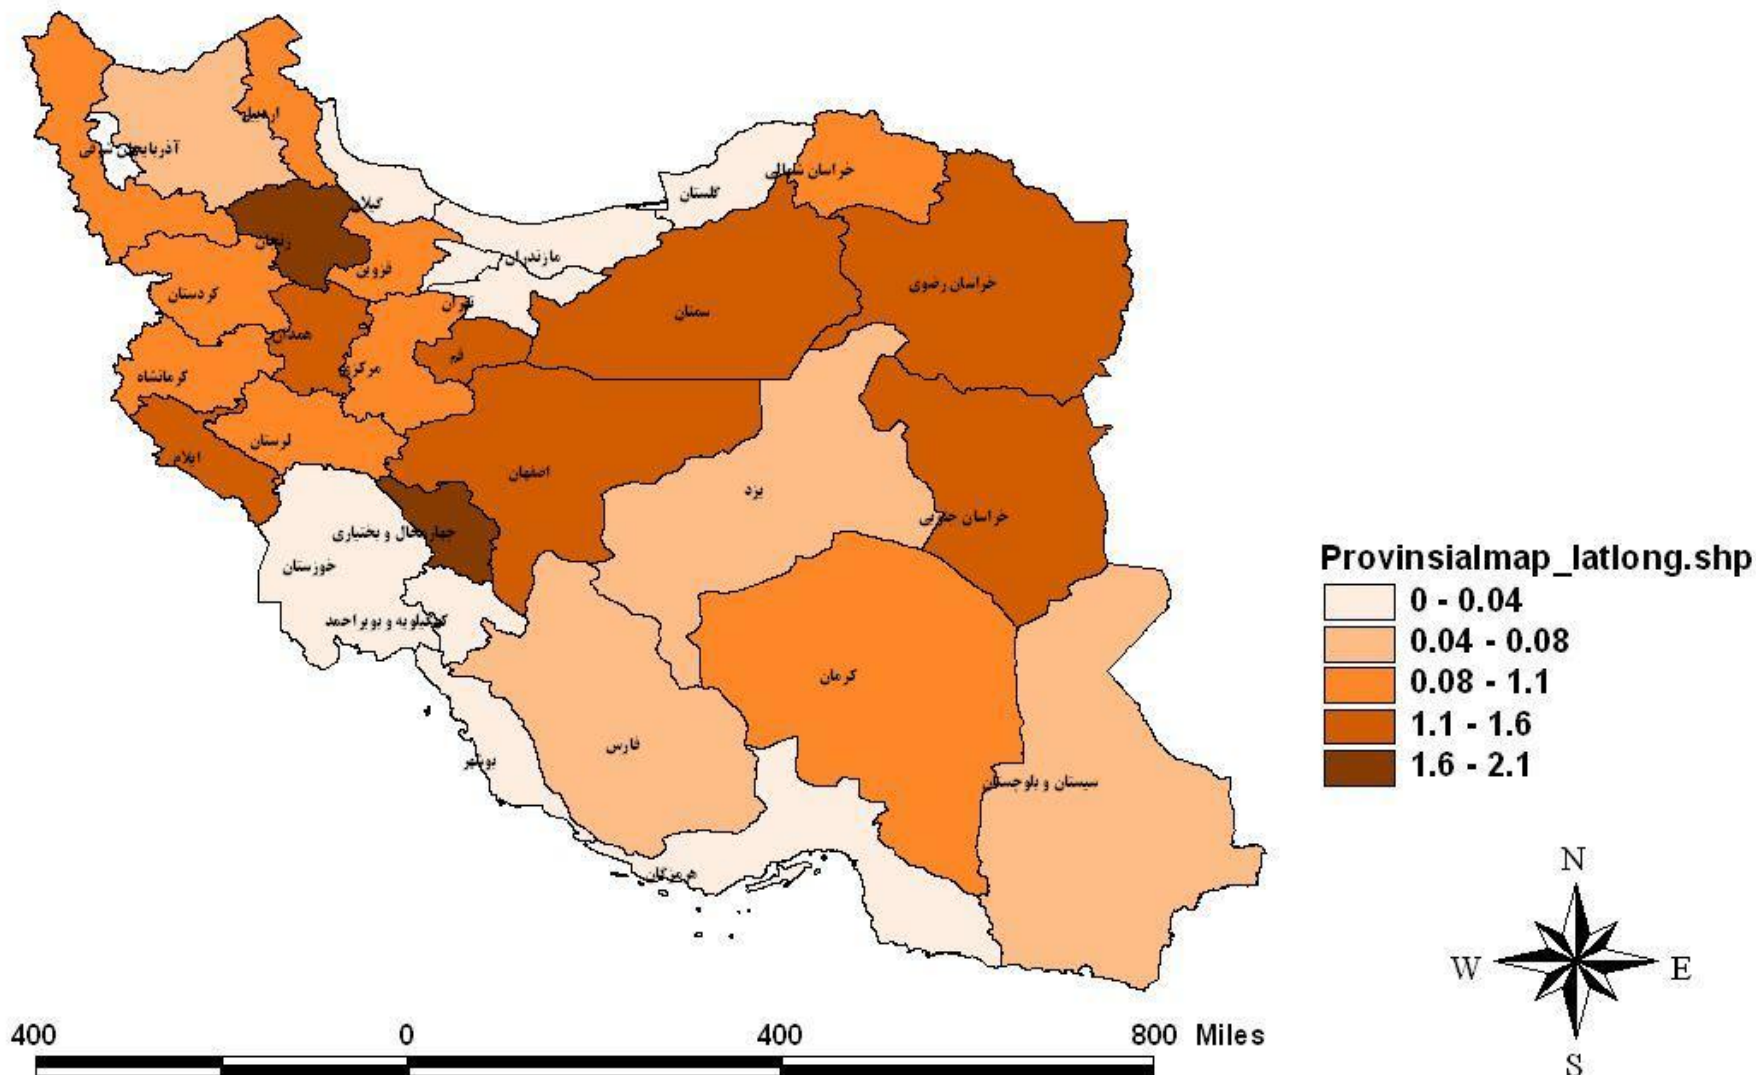 اردبیل
آذربایجان شرقی
خراسان شمالی
گلستان
گیلان
زنجان
مازندران
قزوین
خراسان رضوی
کردستان
تهران
سمنان
همدان
قم
مرکزی
کرمانشاه
لرستان
ایلام
اصفهان
یزد
خراسان جنوبی
چهارمحال و بختیاری
خوزستان
کهگیلویه و بویراحمد
کرمان
فارس
بوشهر
سیستان و بلوچستان
هرمزگان
Provinsialmap_latlong.shp
0 - 0.04
0.04 - 0.08
0.08 - 1.1
1.1 - 1.6
1.6 - 2.1
N
W E
S
400 0 400 800 Miles